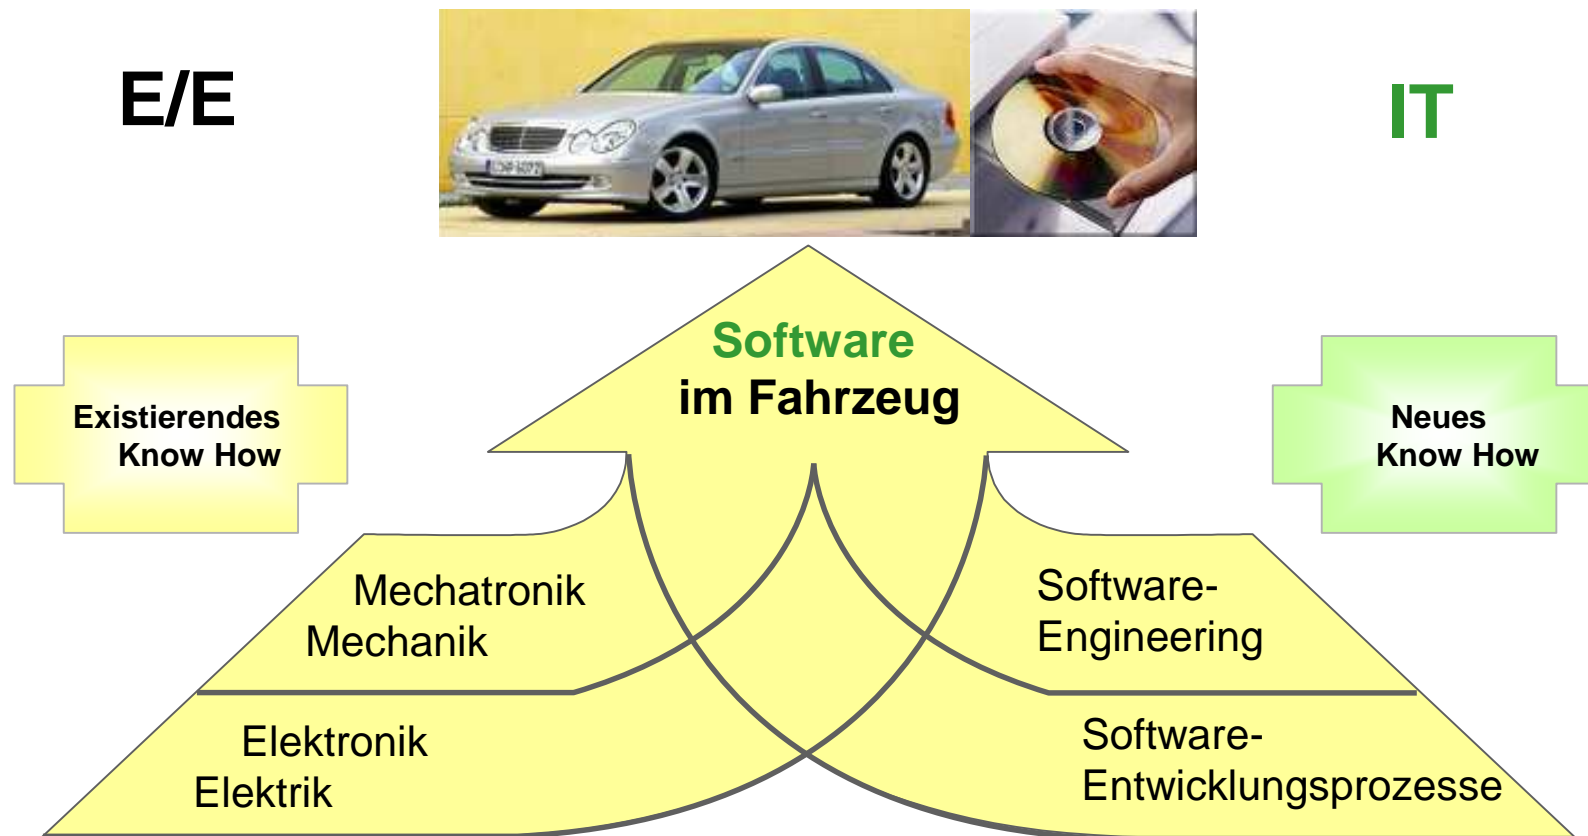 E/E
IT
Software
im Fahrzeug
Existierendes
Know How
Neues
Know How
Mechatronik
Mechanik
Software-
Engineering
Elektronik
Elektrik
Software-
Entwicklungsprozesse